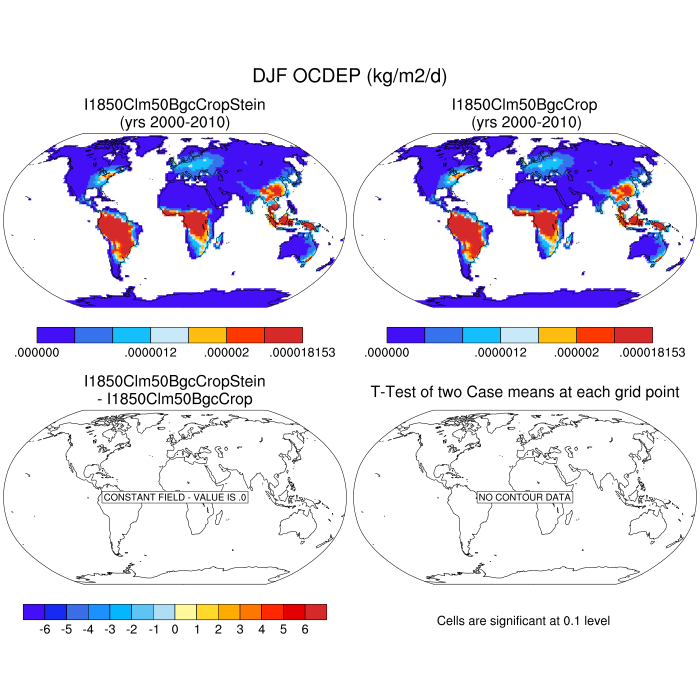 DJF OCDEP (kg/m2/d)
I1850Clm50BgcCropStein
(yrs 2000-2010)
I1850Clm50BgcCrop
(yrs 2000-2010)
.000000 .0000012 .000002 .000018153
.000000 .0000012 .000002 .000018153
I1850Clm50BgcCropStein
- I1850Clm50BgcCrop
T-Test of two Case means at each grid point
CONSTANT FIELD - VALUE IS .0
NO CONTOUR DATA
-6 -5 -4 -3 -2 -1 0 1 2 3 4 5 6
Cells are significant at 0.1 level